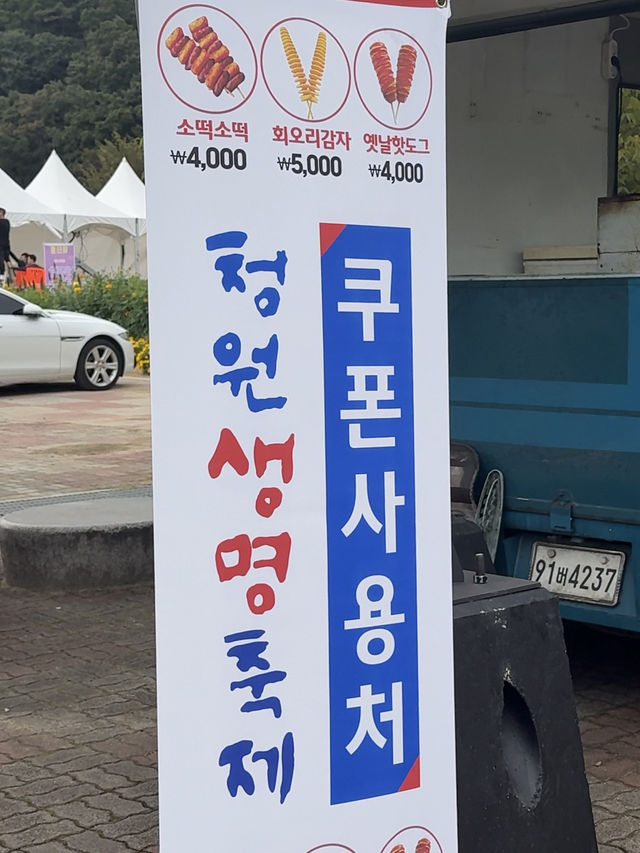 소떡소떡 회오리감자 옛날핫도그
₩4,000 ₩5,000 ₩4,000
청원생명축제
쿠폰사용처
91버4237